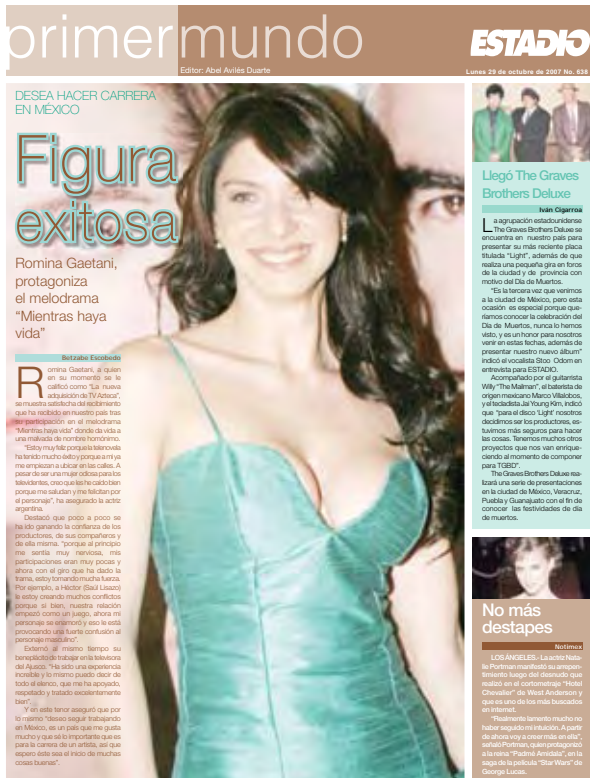 primermundo
Editor: Abel Avilés Duarte
ESTADIO
Lunes 29 de octubre de 2007 No. 638
DESEA HACER CARRERA
EN MÉXICO
Figura
exitosa
Romina Gaetani,
protagoniza
el melodrama
“Mientras haya
vida”
Betzabe Escobedo
Romina Gaetani, a quien
en su momento se le
calificó como “La nueva
adquisición de TV Azteca”,
se muestra satisfecha del recibimiento
que ha recibido en nuestro país tras
su participación en el melodrama
“Mientras haya vida” donde da vida a
una malvada de nombre homónimo.
“Estoy muy feliz porque la telenovela
ha tenido mucho éxito y porque a mí ya
me empiezan a ubicar en las calles. A
pesar de ser una mujer odiosa para los
televidentes, creo que les he caído bien
porque me saludan y me felicitan por
el personaje”, ha asegurado la actriz
argentina.
Destacó que poco a poco se
ha ido ganando la confianza de los
productores, de sus compañeros y
de ella misma. “porque al principio
me sentía muy nerviosa, mis
participaciones eran muy pocas y
ahora con el giro que ha dado la
trama, estoy tomando mucha fuerza.
Por ejemplo, a Héctor (Saúl Lisazo)
le estoy creando muchos conflictos
porque si bien, nuestra relación
empezó como un juego, ahora mi
personaje se enamoró y eso le está
provocando una fuerte confusión al
personaje masculino”.
Externó al mismo tiempo su
beneplácito de trabajar en la televisora
del Ajusco. “Ha sido una experiencia
increíble y lo mismo puedo decir de
todo el elenco, que me ha apoyado,
respetado y tratado excelentemente
bien”.
Y en este tenor aseguró que por
lo mismo “deseo seguir trabajando
en México, es un país que me gusta
mucho y que sé lo importante que es
para la carrera de un artista, así que
espero éste sea el inicio de muchas
cosas buenas”.
Llegó The Graves
Brothers Deluxe
Iván Cigarroa
La agrupación estadounidense
The Graves Brothers Deluxe se
encuentra en nuestro país para
presentar su más reciente placa
titulada “Light”, además de que
realiza una pequeña gira en foros
de la ciudad y de provincia con
motivo del Día de Muertos.
“Es la tercera vez que venimos
a la ciudad de México, pero esta
ocasión es especial porque que-
ríamos conocer la celebración del
Día de Muertos, nunca lo hemos
visto, y es un honor para nosotros
venir en estas fechas, además de
presentar nuestro nuevo álbum”
indicó el vocalista Stoo Odom en
entrevista para ESTADIO.
Acompañado por el guitarrista
Willy “The Mailman”, el baterista de
origen mexicano Marco Villalobos,
y el tecladista Jai Young Kim, indicó
que “para el disco 'Light' nosotros
decidimos ser los productores, es-
tuvimos más seguros para hacer
las cosas. Tenemos muchos otros
proyectos que nos van enrique-
ciendo al momento de componer
para TGBD”.
The Graves Brothers Deluxe rea-
lizará una serie de presentaciones
en la ciudad de México, Veracruz,
Puebla y Guanajuato con el fin de
conocer las festividades de día
de muertos.
No más
destapes
Notimex
LOS ÁNGELES.- La actriz Nata-
lie Portman manifestó su arrepen-
timiento luego del desnudo que
realizó en el cortometraje “Hotel
Chevalier” de West Anderson y
que es uno de los más buscados
en internet.
“Realmente lamento mucho no
haber seguido mi intuición. A partir
de ahora voy a creer más en ella”,
señaló Portman, quien protagonizó
a la reina “Padmé Amidala”, en la
saga de la película “Star Wars” de
George Lucas.